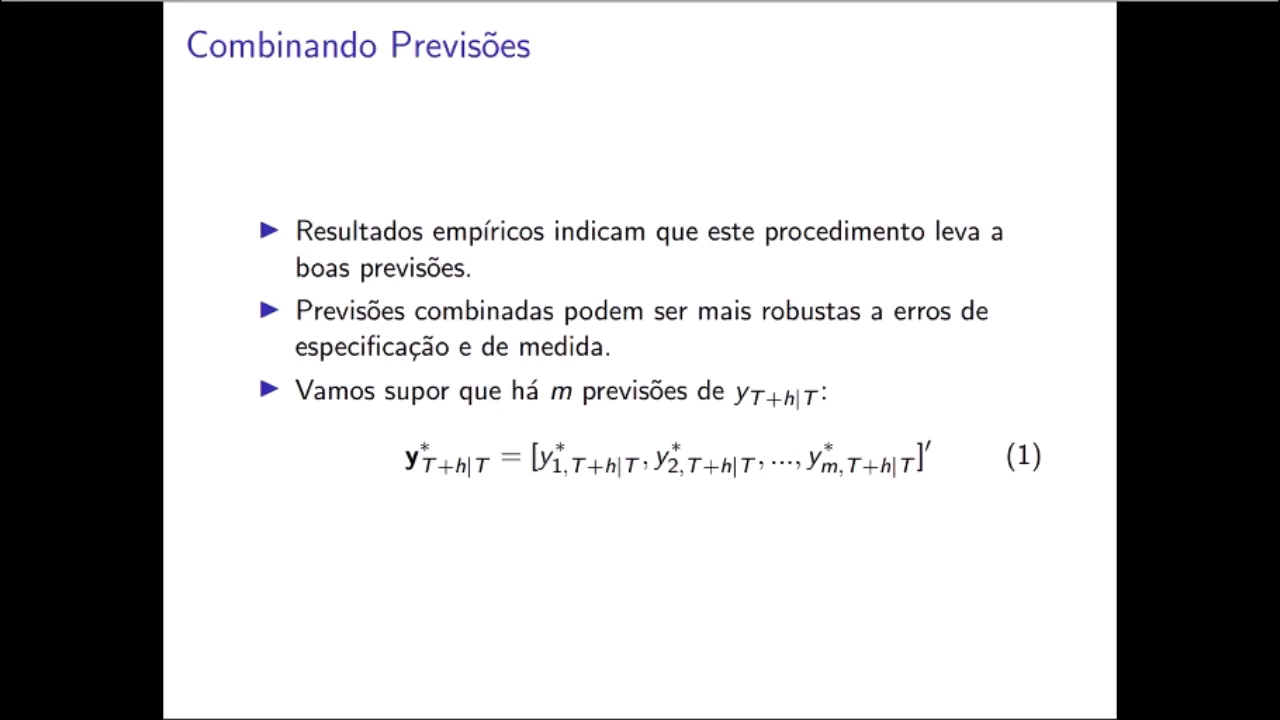 Combinando Previsões
▶ Resultados empíricos indicam que este procedimento leva a
boas previsões.
▶ Previsões combinadas podem ser mais robustas a erros de
especificação e de medida.
▶ Vamos supor que há m previsões de y_{T+h|T}:
𝐲*_{T+h|T} = [y*_{1,T+h|T}, y*_{2,T+h|T}, ..., y*_{m,T+h|T}]′ (1)